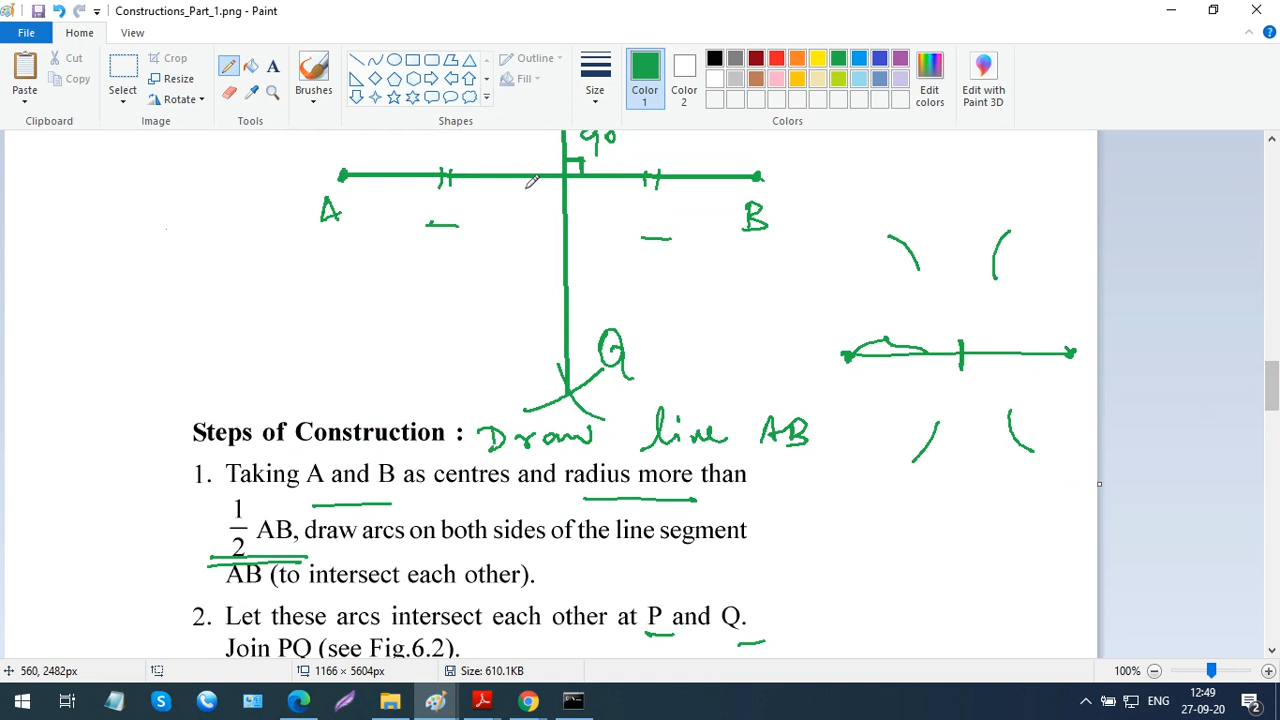 Constructions_Part_1.png - Paint
File Home View
Paste Cut Copy Clipboard
Select Crop Resize Rotate Image
Tools
Brushes
Outline Fill Shapes
Size
Color 1 Color 2 Edit colors Edit with Paint 3D Colors
90
A B
Q
Steps of Construction : Draw line AB
1. Taking A and B as centres and radius more than
1
2 AB, draw arcs on both sides of the line segment
AB (to intersect each other).
2. Let these arcs intersect each other at P and Q.
Join PQ (see Fig.6.2).
560, 2482px 1166 × 5604px Size: 610.1KB 100%
ENG 12:49
27-09-20 2